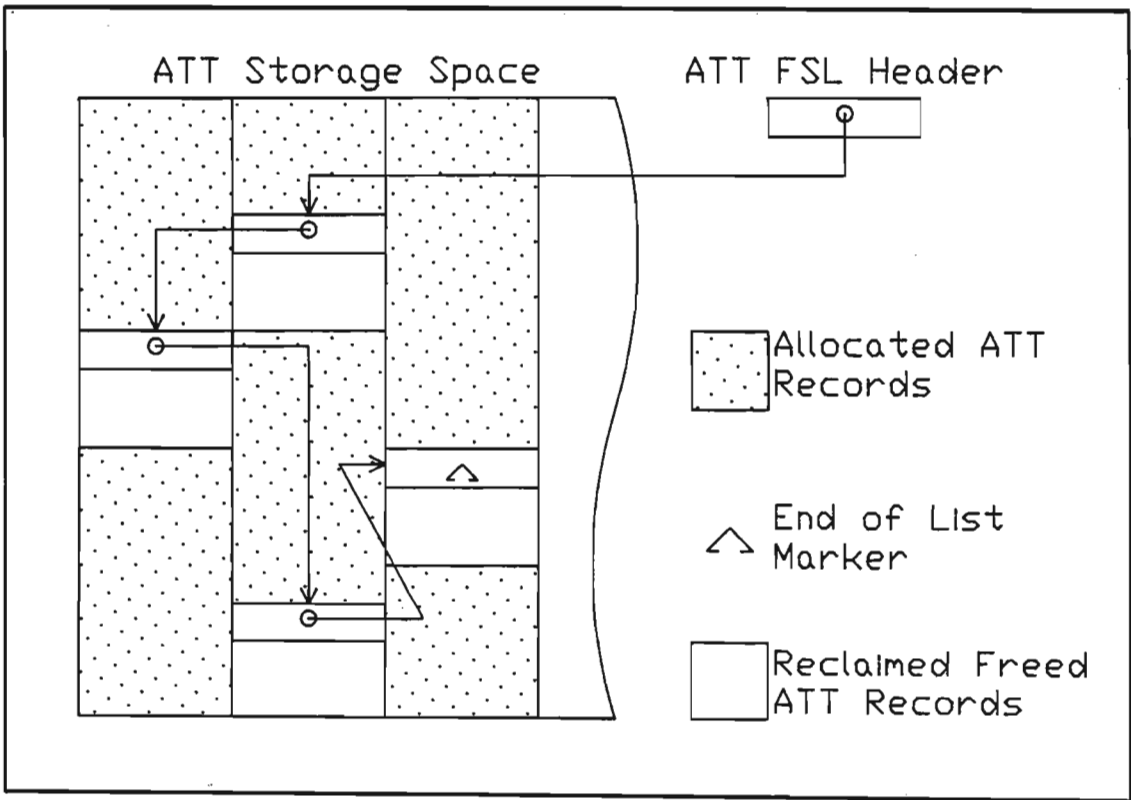 ATT Storage Space
ATT FSL Header
Allocated ATT
Records
End of List
Marker
Reclaimed Freed
ATT Records